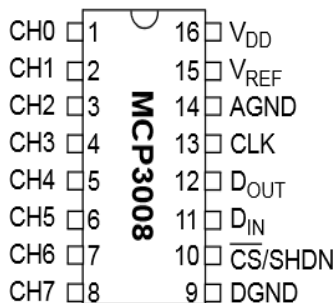 CH0 1 16 VDD
CH1 2 15 VREF
CH2 3 14 AGND
CH3 4 13 CLK
CH4 5 12 DOUT
CH5 6 11 DIN
CH6 7 10 CS/SHDN
CH7 8 9 DGND
MCP3008